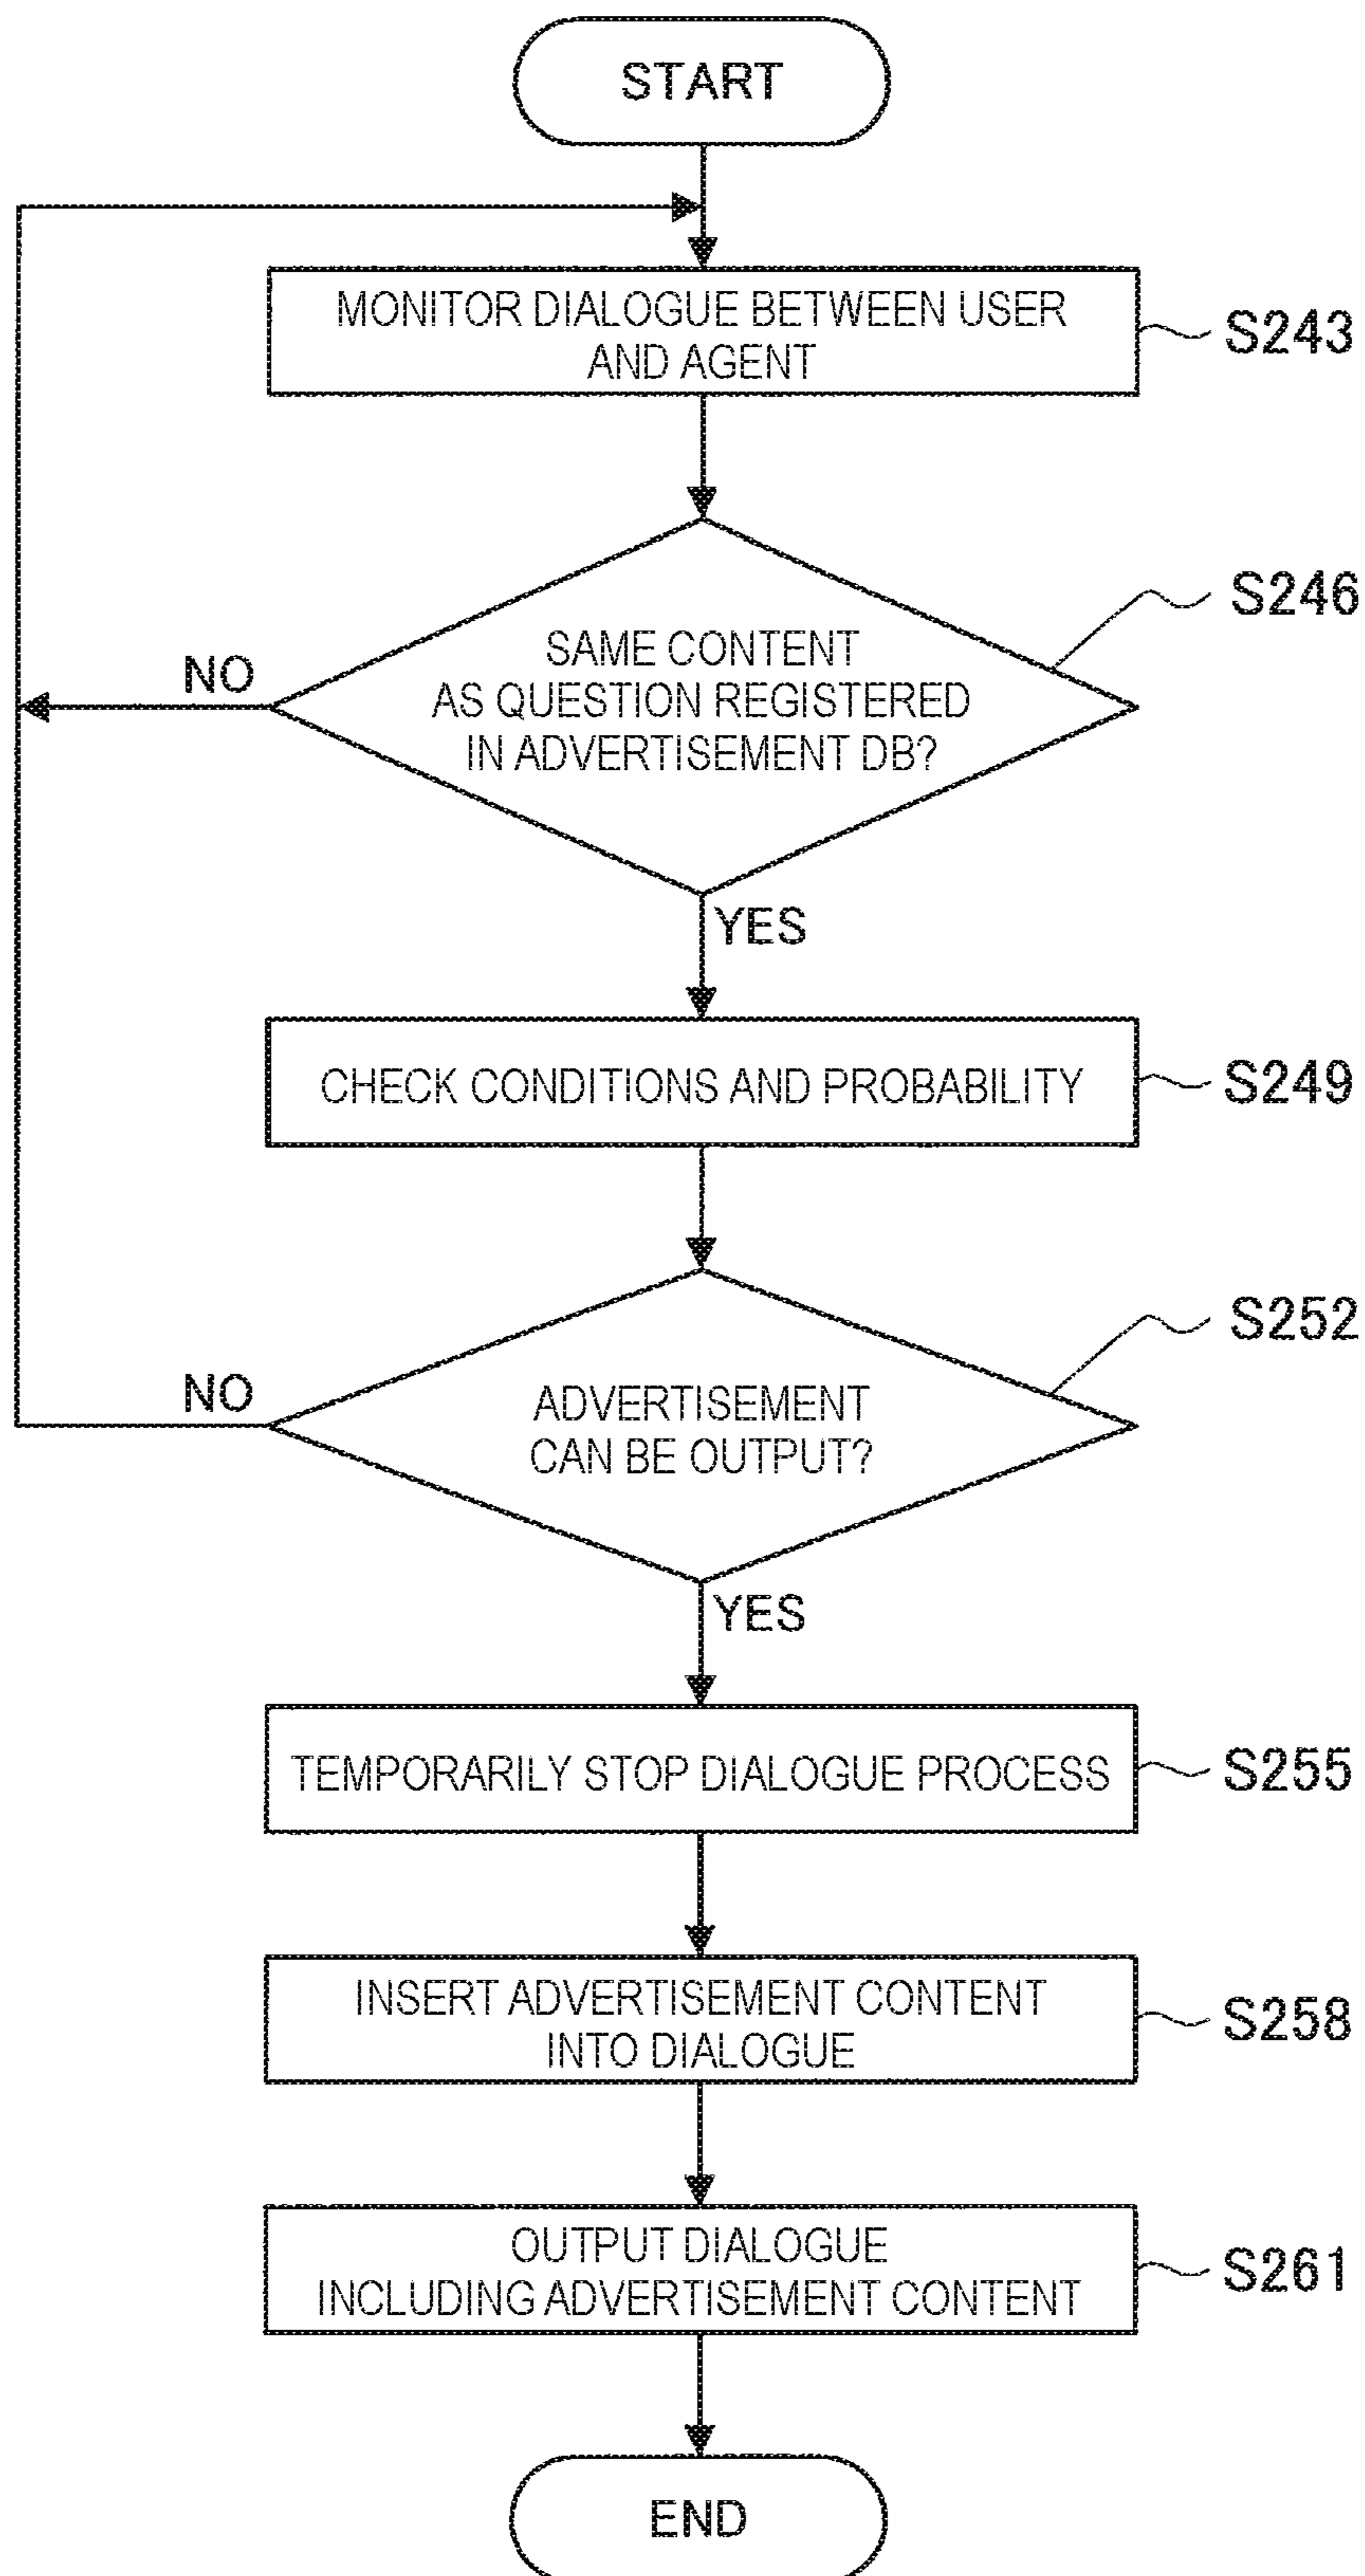 START
MONITOR DIALOGUE BETWEEN USER
AND AGENT
S243
SAME CONTENT
AS QUESTION REGISTERED
IN ADVERTISEMENT DB?
S246
NO
YES
CHECK CONDITIONS AND PROBABILITY
S249
ADVERTISEMENT
CAN BE OUTPUT?
S252
NO
YES
TEMPORARILY STOP DIALOGUE PROCESS
S255
INSERT ADVERTISEMENT CONTENT
INTO DIALOGUE
S258
OUTPUT DIALOGUE
INCLUDING ADVERTISEMENT CONTENT
S261
END